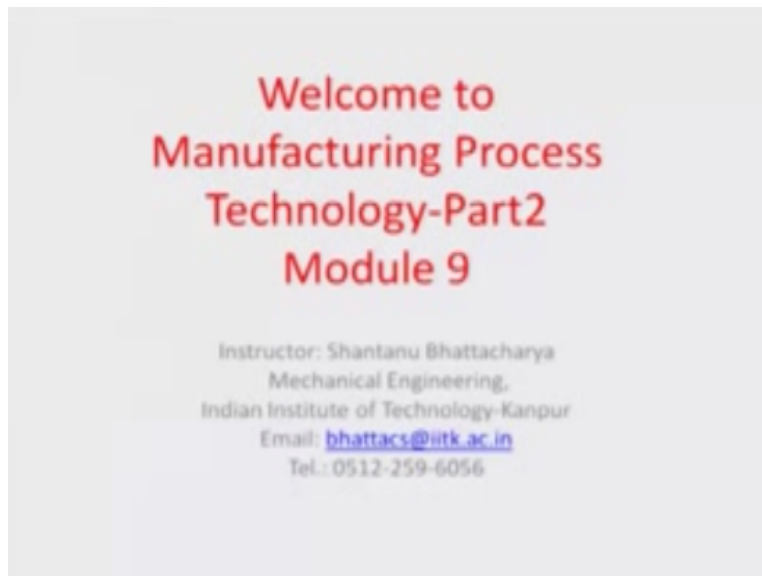 Welcome to
Manufacturing Process
Technology-Part2
Module 9
Instructor: Shantanu Bhattacharya
Mechanical Engineering,
Indian Institute of Technology-Kanpur
Email: bhattacs@iitk.ac.in
Tel.: 0512-259-6056